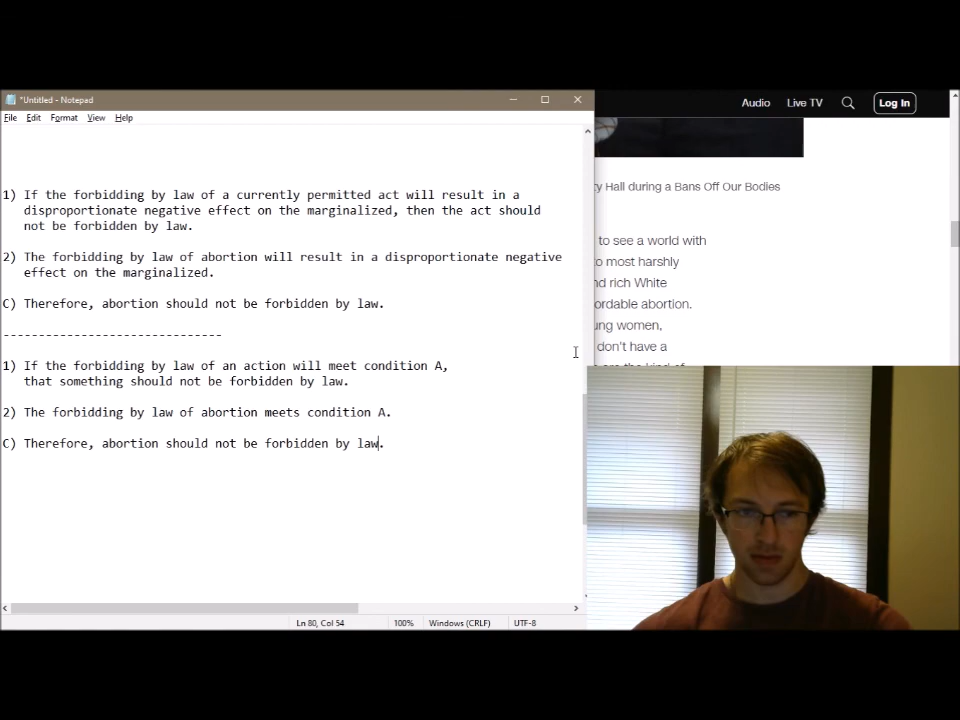 *Untitled - Notepad
File Edit Format View Help
Audio Live TV Log In
1) If the forbidding by law of a currently permitted act will result in a
disproportionate negative effect on the marginalized, then the act should
not be forbidden by law.
2) The forbidding by law of abortion will result in a disproportionate negative
effect on the marginalized.
C) Therefore, abortion should not be forbidden by law.
-------------------------------
1) If the forbidding by law of an action will meet condition A,
that something should not be forbidden by law.
2) The forbidding by law of abortion meets condition A.
C) Therefore, abortion should not be forbidden by law.
Ln 80, Col 54 100% Windows (CRLF) UTF-8
ty Hall during a Bans Off Our Bodies
to see a world with
o most harshly
nd rich White
ordable abortion.
ung women,
don't have a